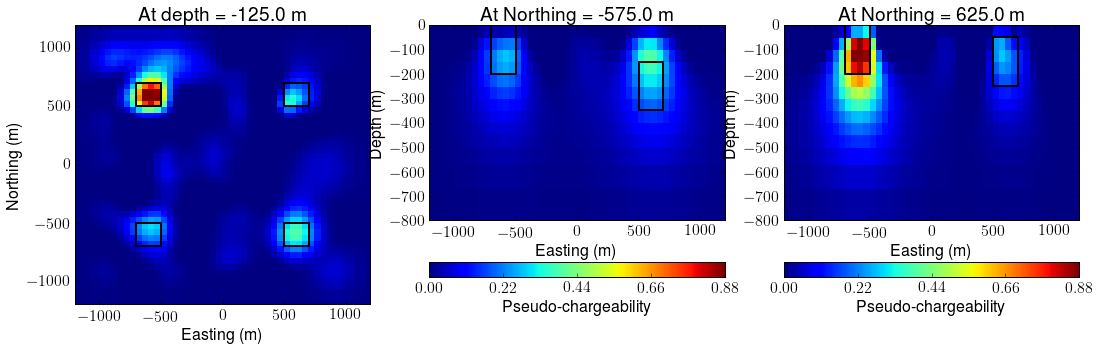 At depth = -125.0 m
1000
500
0
−500
−1000
Northing (m)
−1000 −500 0 500 1000
Easting (m)
At Northing = -575.0 m
0
−100
−200
−300
−400
−500
−600
−700
−800
Depth (m)
−1000 −500 0 500 1000
Easting (m)
0.00 0.22 0.44 0.66 0.88
Pseudo-chargeability
At Northing = 625.0 m
0
−100
−200
−300
−400
−500
−600
−700
−800
Depth (m)
−1000 −500 0 500 1000
Easting (m)
0.00 0.22 0.44 0.66 0.88
Pseudo-chargeability